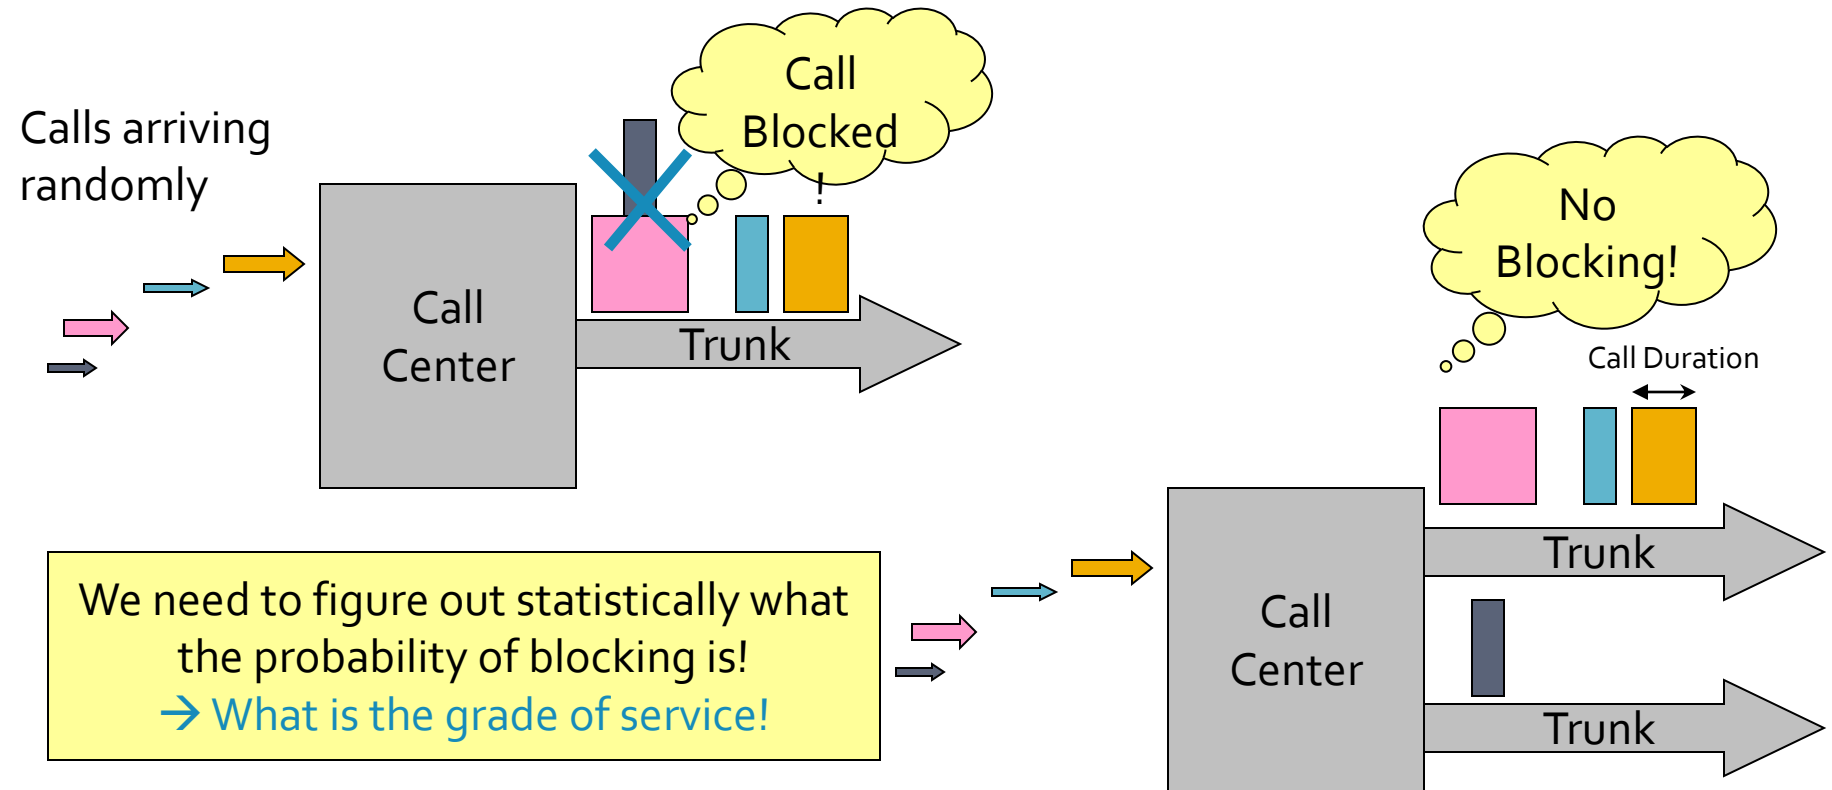 Calls arriving
randomly
Call
Center
Call
Blocked
!
Trunk
We need to figure out statistically what
the probability of blocking is!
→ What is the grade of service!
No
Blocking!
Call Duration
Call
Center
Trunk
Trunk